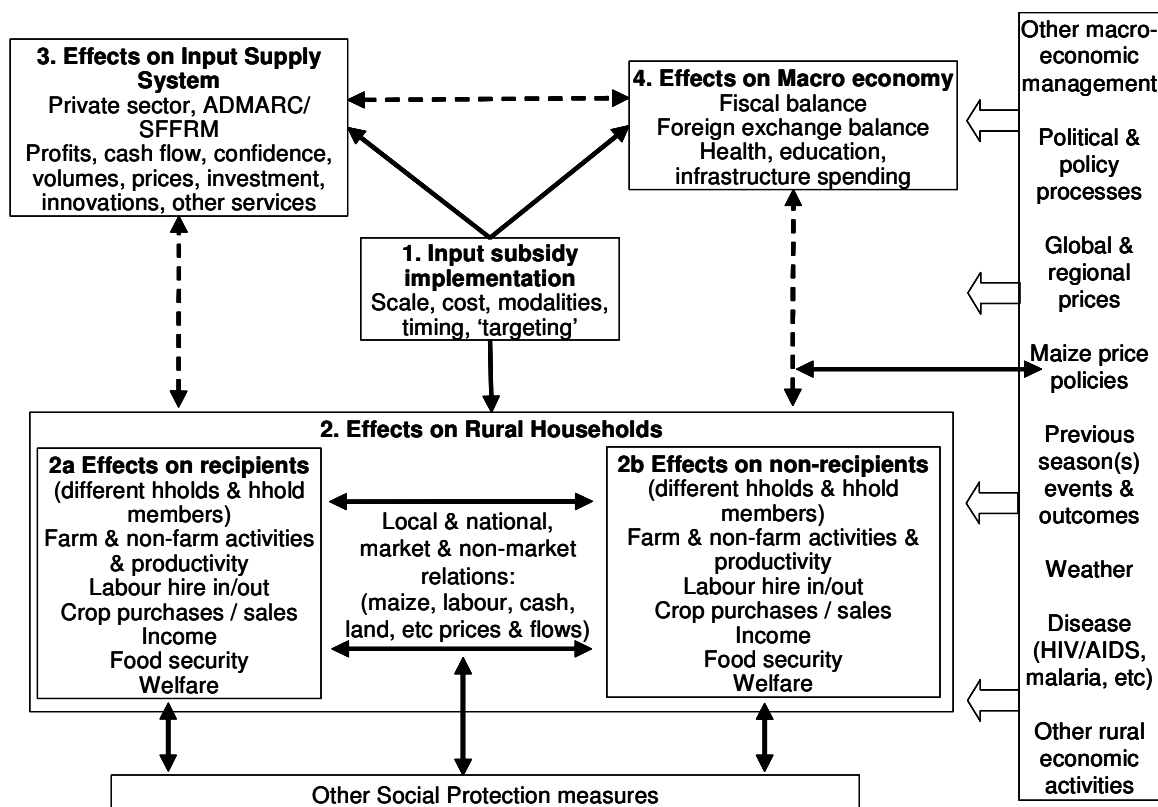 3. Effects on Input Supply
System
Private sector, ADMARC/
SFFRM
Profits, cash flow, confidence,
volumes, prices, investment,
innovations, other services
4. Effects on Macro economy
Fiscal balance
Foreign exchange balance
Health, education,
infrastructure spending
1. Input subsidy
implementation
Scale, cost, modalities,
timing, ‘targeting’
2. Effects on Rural Households
2a Effects on recipients
(different hholds & hhold
members)
Farm & non-farm activities
& productivity
Labour hire in/out
Crop purchases / sales
Income
Food security
Welfare
Local & national,
market & non-market
relations:
(maize, labour, cash,
land, etc prices & flows)
2b Effects on non-recipients
(different hholds & hhold
members)
Farm & non-farm activities &
productivity
Labour hire in/out
Crop purchases / sales
Income
Food security
Welfare
Other Social Protection measures
Other macro-
economic
management
Political &
policy
processes
Global &
regional
prices
Maize price
policies
Previous
season(s)
events &
outcomes
Weather
Disease
(HIV/AIDS,
malaria, etc)
Other rural
economic
activities